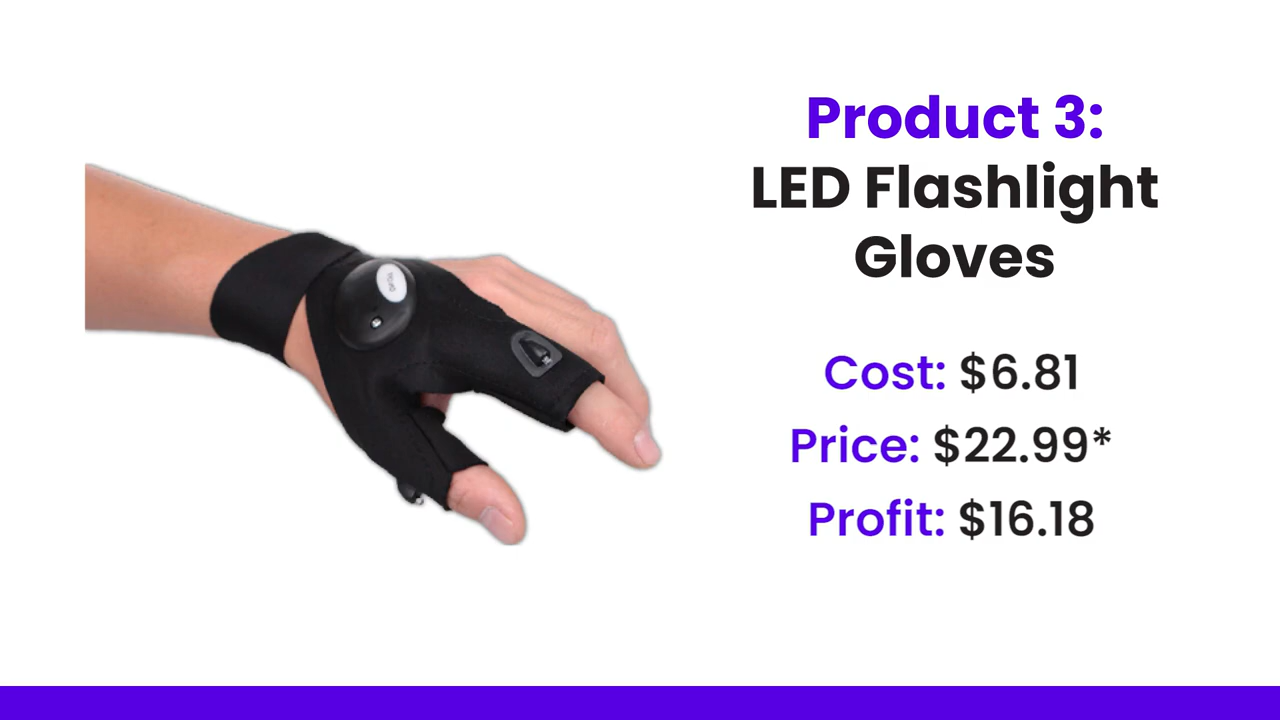 Product 3:
LED Flashlight
Gloves
Cost: $6.81
Price: $22.99*
Profit: $16.18